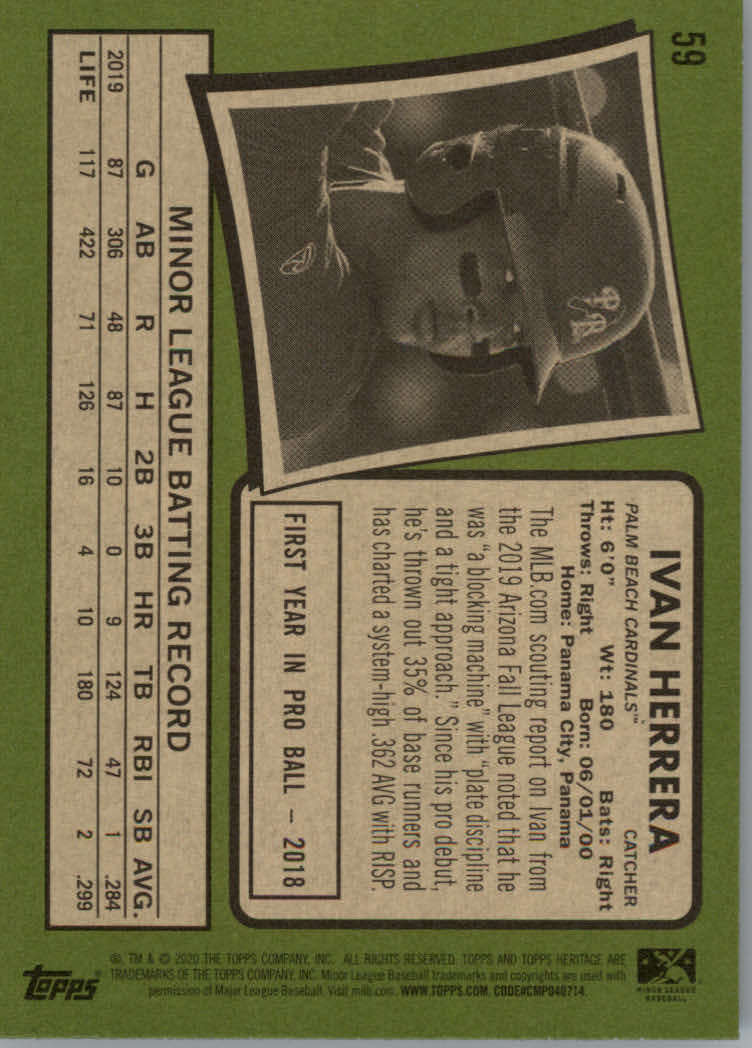 59
IVAN HERRERA
PALM BEACH CARDINALS™ CATCHER
Ht: 6'0" Wt: 180 Bats: Right
Throws: Right Born: 06/01/00
Home: Panama City, Panama
The MLB.com scouting report on Ivan from
the 2019 Arizona Fall League noted that he
was "a blocking machine" with "plate discipline
and a tight approach." Since his pro debut,
he's thrown out 35% of base runners and
has charted a system-high .362 AVG with RISP.
FIRST YEAR IN PRO BALL – 2018
PR
MINOR LEAGUE BATTING RECORD
G AB R H 2B 3B HR TB RBI SB AVG.
2019 87 306 48 87 10 0 9 124 47 1 .284
LIFE 117 422 71 126 16 4 10 180 72 2 .299
MINOR LEAGUE
BASEBALL
®, TM & © 2020 THE TOPPS COMPANY, INC. ALL RIGHTS RESERVED. TOPPS AND TOPPS HERITAGE ARE
TRADEMARKS OF THE TOPPS COMPANY, INC. Minor League Baseball trademarks and copyrights are used with
permission of Major League Baseball. Visit milb.com. WWW.TOPPS.COM. CODE#CMP048714.
topps®